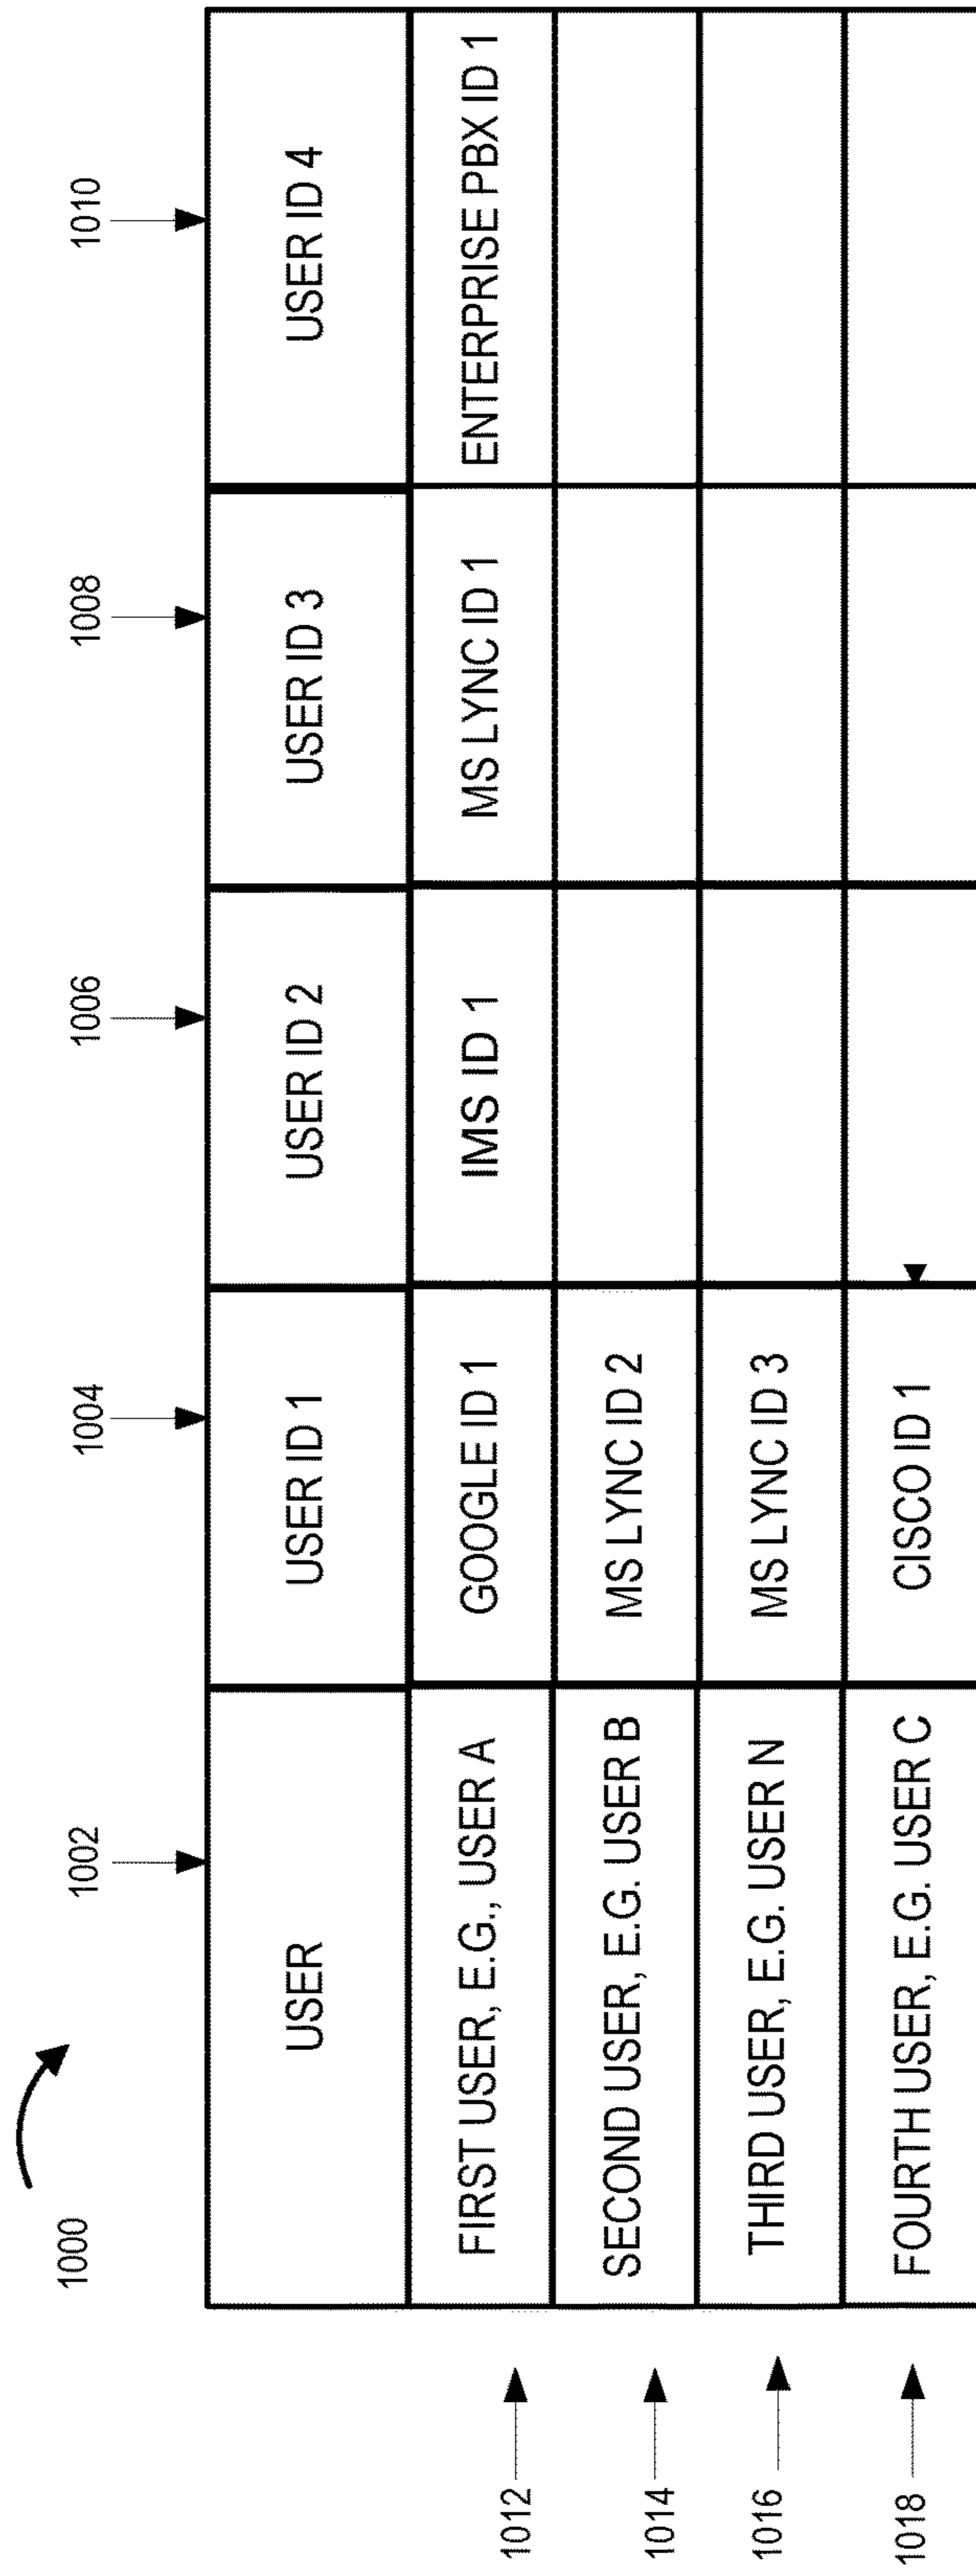 1000
1002
1004
1006
1008
1010
USER
USER ID 1
USER ID 2
USER ID 3
USER ID 4
1012
FIRST USER, E.G., USER A
GOOGLE ID 1
IMS ID 1
MS LYNC ID 1
ENTERPRISE PBX ID 1
1014
SECOND USER, E.G. USER B
MS LYNC ID 2
1016
THIRD USER, E.G. USER N
MS LYNC ID 3
1018
FOURTH USER, E.G. USER C
CISCO ID 1